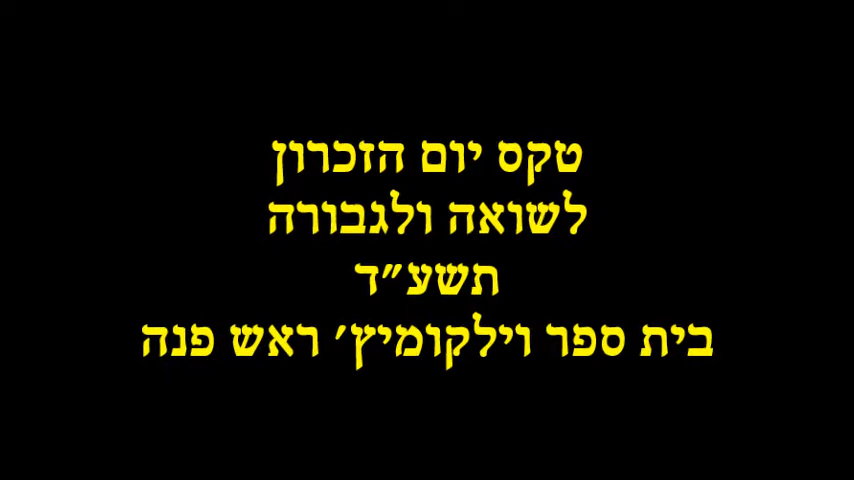 טקס יום הזכרון
לשואה ולגבורה
תשע״ד
בית ספר וילקומיץ׳ ראש פנה